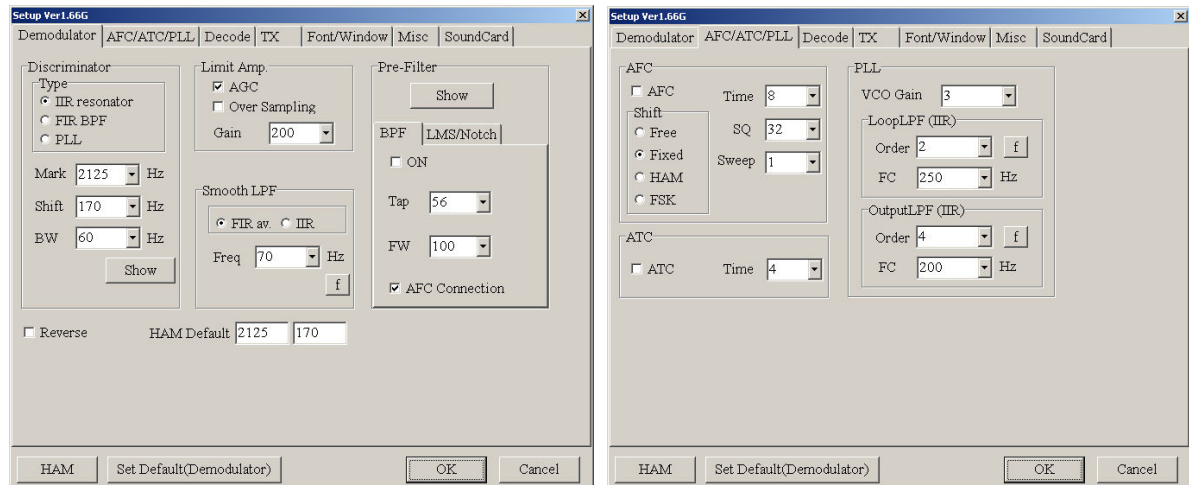 Setup Ver1.66G
Demodulator AFC/ATC/PLL Decode TX Font/Window Misc SoundCard
Discriminator
Type
IIR resonator
FIR BPF
PLL
Mark 2125 Hz
Shift 170 Hz
BW 60 Hz
Show
Limit Amp.
AGC
Over Sampling
Gain 200
Smooth LPF
FIR av. IIR
Freq 70 Hz
f
Pre-Filter
Show
BPF LMS/Notch
ON
Tap 56
FW 100
AFC Connection
Reverse HAM Default 2125 170
HAM Set Default(Demodulator) OK Cancel
Setup Ver1.66G
Demodulator AFC/ATC/PLL Decode TX Font/Window Misc SoundCard
AFC
AFC
Shift
Free
Fixed
HAM
FSK
Time 8
SQ 32
Sweep 1
ATC
ATC Time 4
PLL
VCO Gain 3
LoopLPF (IIR)
Order 2 f
FC 250 Hz
OutputLPF (IIR)
Order 4 f
FC 200 Hz
HAM Set Default(Demodulator) OK Cancel